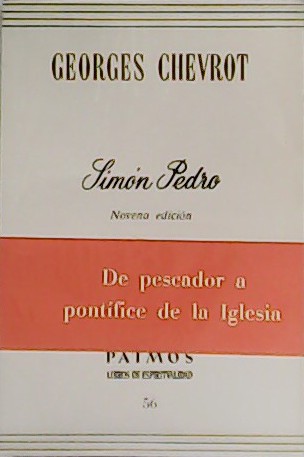 GEORGES CHEVROT
Simón Pedro
Novena edición
De pescador a
pontífice de la Iglesia
PATMOS
LIBROS DE ESPIRITUALIDAD
56